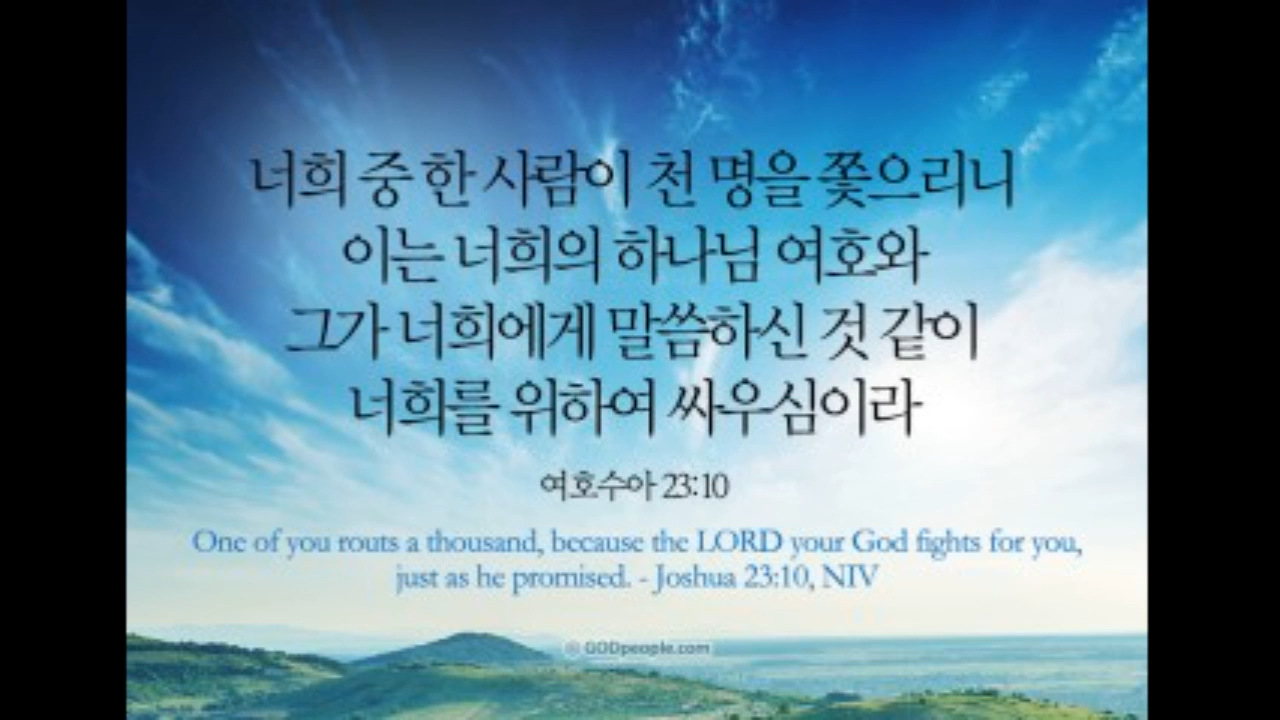 너희 중 한 사람이 천 명을 쫓으리니
이는 너희의 하나님 여호와
그가 너희에게 말씀하신 것 같이
너희를 위하여 싸우심이라
여호수아 23:10
One of you routs a thousand, because the LORD your God fights for you,
just as he promised. - Joshua 23:10, NIV
© GODpeople.com